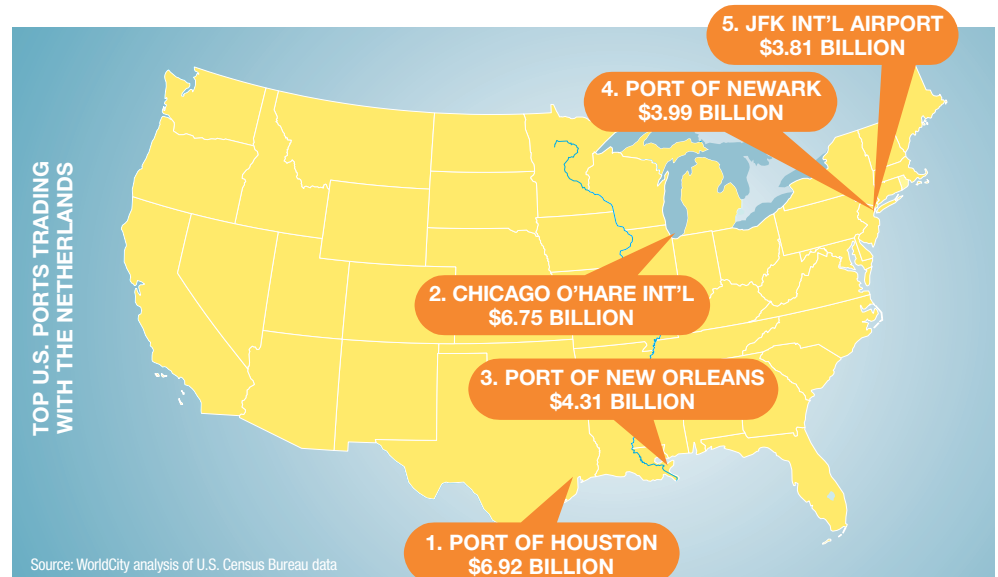 TOP U.S. PORTS TRADING
WITH THE NETHERLANDS
5. JFK INT'L AIRPORT
$3.81 BILLION
4. PORT OF NEWARK
$3.99 BILLION
2. CHICAGO O'HARE INT'L
$6.75 BILLION
3. PORT OF NEW ORLEANS
$4.31 BILLION
1. PORT OF HOUSTON
$6.92 BILLION
Source: WorldCity analysis of U.S. Census Bureau data